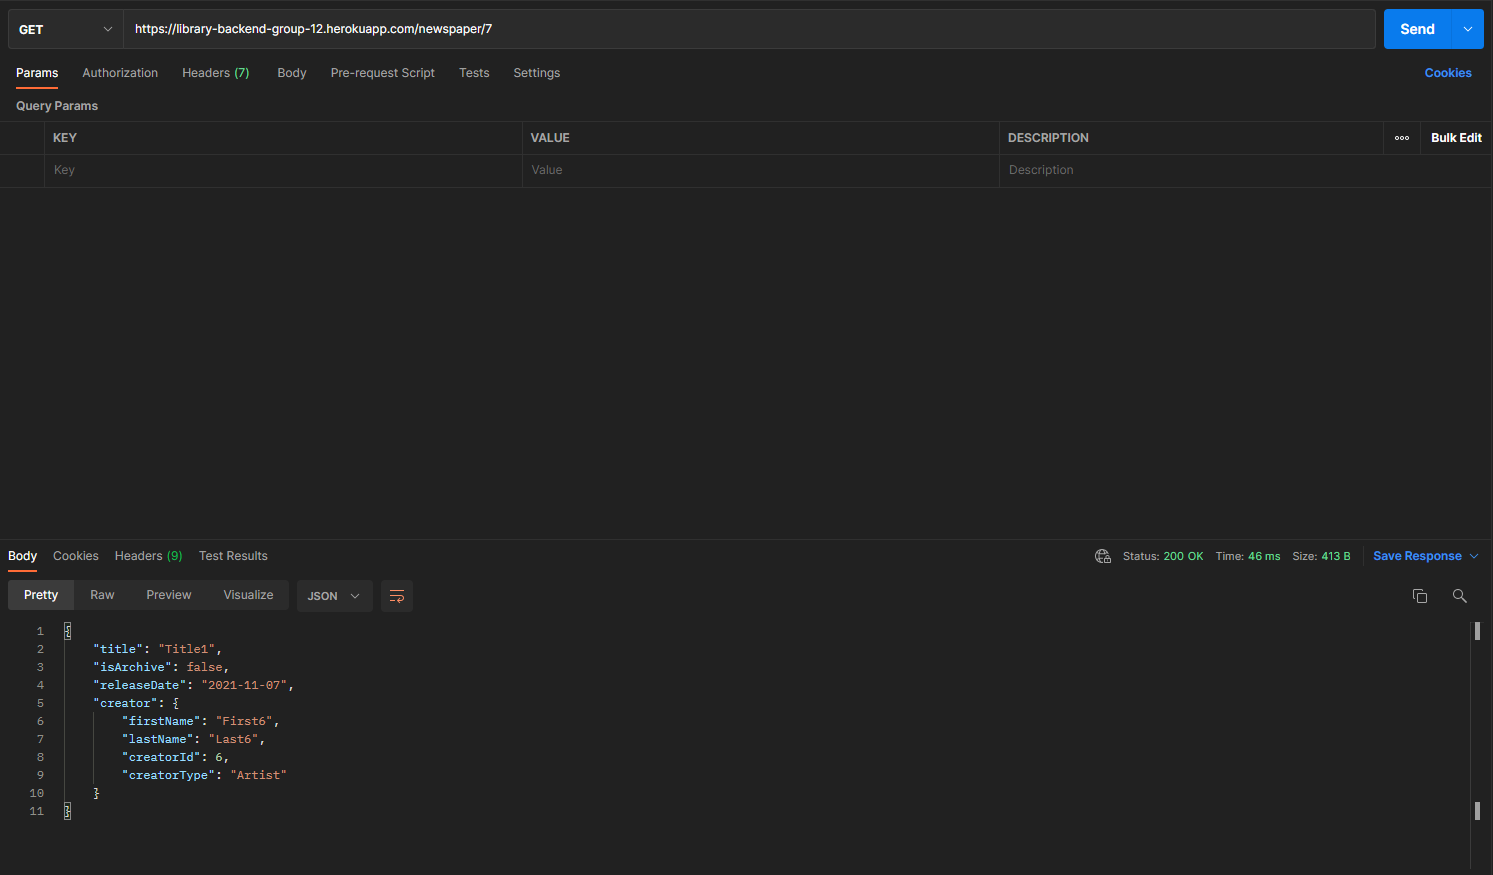 GET https://library-backend-group-12.herokuapp.com/newspaper/7 Send
Params Authorization Headers (7) Body Pre-request Script Tests Settings Cookies
Query Params
KEY VALUE DESCRIPTION ooo Bulk Edit
Key Value Description
Body Cookies Headers (9) Test Results Status: 200 OK Time: 46 ms Size: 413 B Save Response
Pretty Raw Preview Visualize JSON
1 {
2 "title": "Title1",
3 "isArchive": false,
4 "releaseDate": "2021-11-07",
5 "creator": {
6 "firstName": "First6",
7 "lastName": "Last6",
8 "creatorId": 6,
9 "creatorType": "Artist"
10 }
11 }